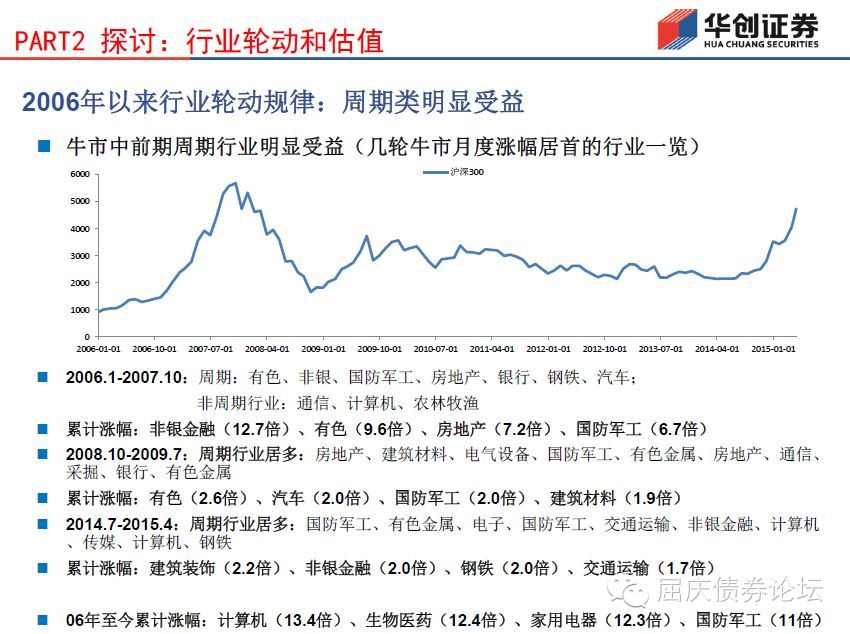 PART2 探讨：行业轮动和估值
华创证券
HUA CHUANG SECURITIES
2006年以来行业轮动规律：周期类明显受益
牛市中前期周期行业明显受益（几轮牛市月度涨幅居首的行业一览）
沪深300
6000
5000
4000
3000
2000
1000
0
2006-01-01 2006-10-01 2007-07-01 2008-04-01 2009-01-01 2009-10-01 2010-07-01 2011-04-01 2012-01-01 2012-10-01 2013-07-01 2014-04-01 2015-01-01
2006.1-2007.10：周期：有色、非银、国防军工、房地产、银行、钢铁、汽车；
非周期行业：通信、计算机、农林牧渔
累计涨幅：非银金融（12.7倍）、有色（9.6倍）、房地产（7.2倍）、国防军工（6.7倍）
2008.10-2009.7：周期行业居多：房地产、建筑材料、电气设备、国防军工、有色金属、房地产、通信、
采掘、银行、有色金属
累计涨幅：有色（2.6倍）、汽车（2.0倍）、国防军工（2.0倍）、建筑材料（1.9倍）
2014.7-2015.4：周期行业居多：国防军工、有色金属、电子、国防军工、交通运输、非银金融、计算机
、传媒、计算机、钢铁
累计涨幅：建筑装饰（2.2倍）、非银金融（2.0倍）、钢铁（2.0倍）、交通运输（1.7倍）
屈庆债券论坛
06年至今累计涨幅：计算机（13.4倍）、生物医药（12.4倍）、家用电器（12.3倍）、国防军工（11倍）